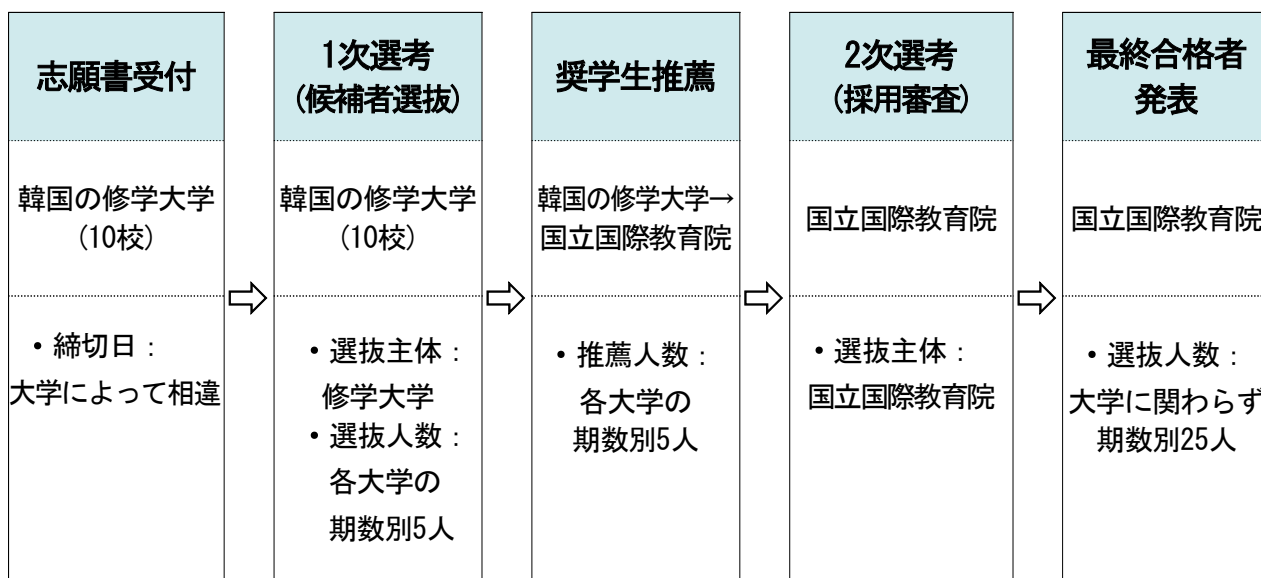 志願書受付
韓国の修学大学
(10校)
・締切日：
大学によって相違
⇨
1次選考
(候補者選抜)
韓国の修学大学
(10校)
・選抜主体：
修学大学
・選抜人数：
各大学の
期数別5人
⇨
奨学生推薦
韓国の修学大学→
国立国際教育院
・推薦人数：
各大学の
期数別5人
⇨
2次選考
(採用審査)
国立国際教育院
・選抜主体：
国立国際教育院
⇨
最終合格者
発表
国立国際教育院
・選抜人数：
大学に関わらず
期数別25人